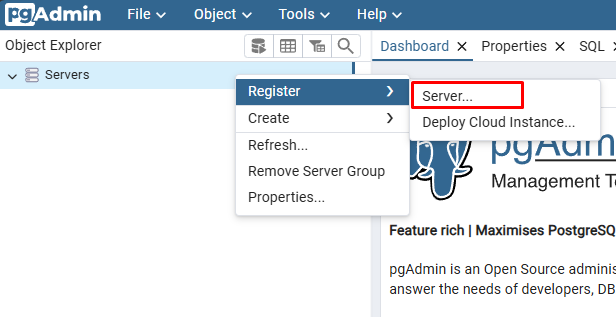 pgAdmin File Object Tools Help
Object Explorer
Dashboard Properties SQL
Servers
Register
Server...
Create
Deploy Cloud Instance...
Refresh...
Remove Server Group
Properties...
pgAdmin
Management To
Feature rich | Maximises PostgreSQ
pgAdmin is an Open Source adminis
answer the needs of developers, DB